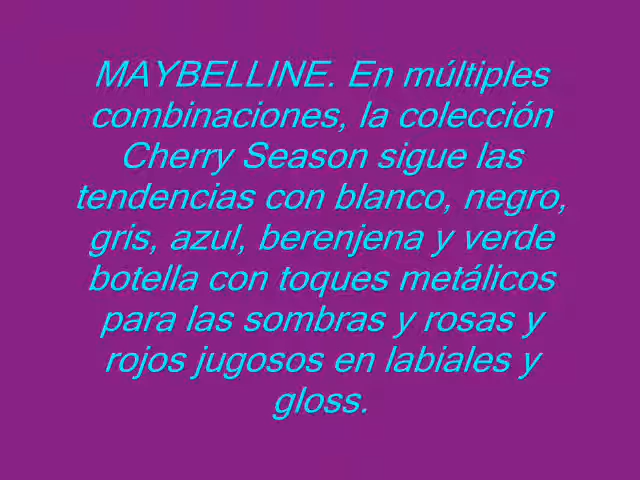 MAYBELLINE. En múltiples
combinaciones, la colección
Cherry Season sigue las
tendencias con blanco, negro,
gris, azul, berenjena y verde
botella con toques metálicos
para las sombras y rosas y
rojos jugosos en labiales y
gloss.